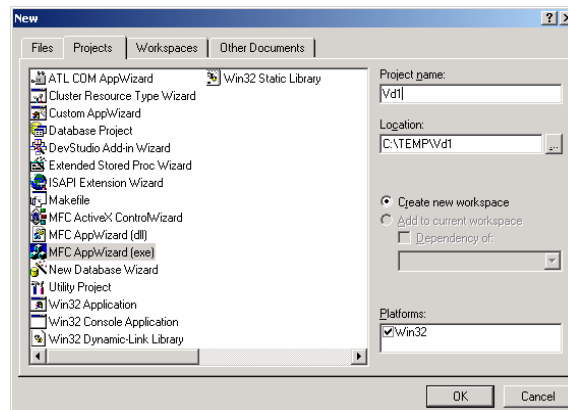 New
Files Projects Workspaces Other Documents
ATL COM AppWizard
Cluster Resource Type Wizard
Custom AppWizard
Database Project
DevStudio Add-in Wizard
Extended Stored Proc Wizard
ISAPI Extension Wizard
Makefile
MFC ActiveX ControlWizard
MFC AppWizard (dll)
MFC AppWizard (exe)
New Database Wizard
Utility Project
Win32 Application
Win32 Console Application
Win32 Dynamic-Link Library
Win32 Static Library
Project name:
Vd1
Location:
C:\TEMP\Vd1
...
Create new workspace
Add to current workspace
Dependency of:
Platforms:
Win32
OK Cancel